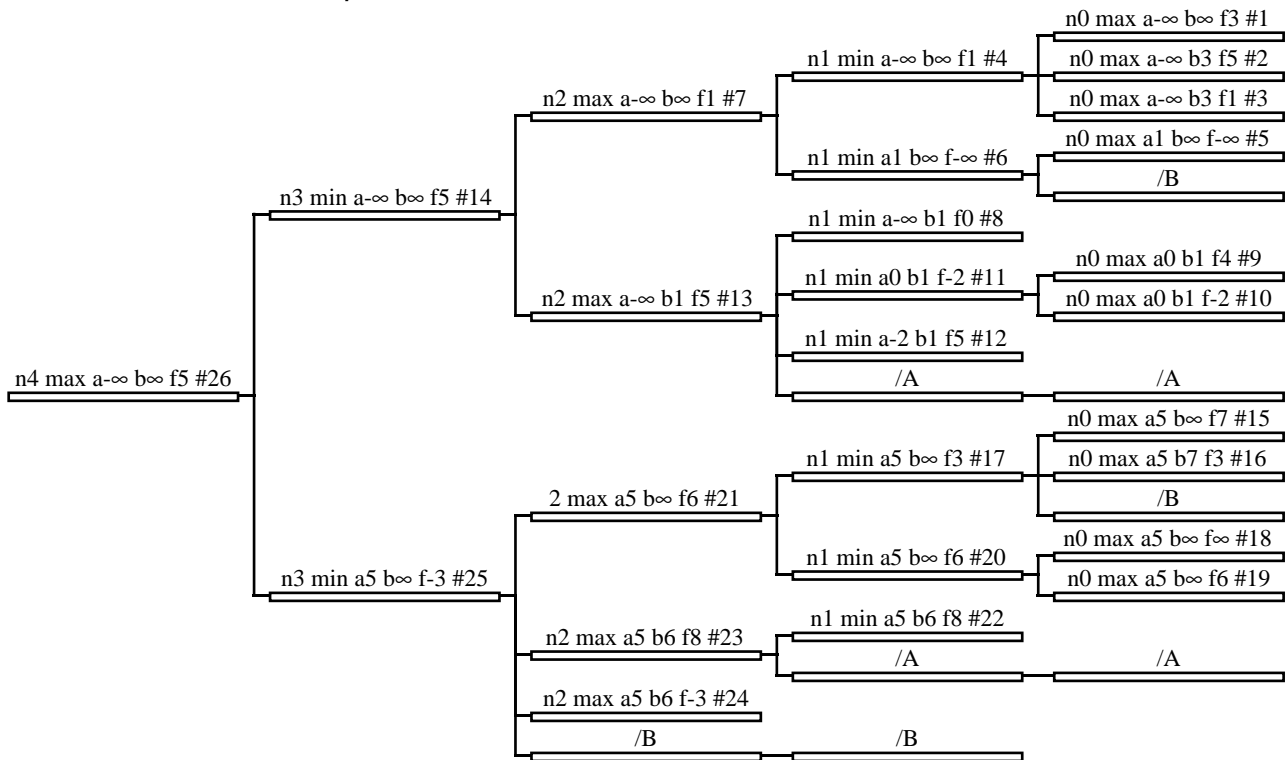 n0 max a-∞ b∞ f3 #1
n1 min a-∞ b∞ f1 #4
n0 max a-∞ b3 f5 #2
n2 max a-∞ b∞ f1 #7
n0 max a-∞ b3 f1 #3
n0 max a1 b∞ f-∞ #5
n1 min a1 b∞ f-∞ #6
/B
n3 min a-∞ b∞ f5 #14
n1 min a-∞ b1 f0 #8
n0 max a0 b1 f4 #9
n1 min a0 b1 f-2 #11
n2 max a-∞ b1 f5 #13
n0 max a0 b1 f-2 #10
n1 min a-2 b1 f5 #12
n4 max a-∞ b∞ f5 #26
/A
/A
n0 max a5 b∞ f7 #15
n1 min a5 b∞ f3 #17
n0 max a5 b7 f3 #16
2 max a5 b∞ f6 #21
/B
n0 max a5 b∞ f∞ #18
n1 min a5 b∞ f6 #20
n3 min a5 b∞ f-3 #25
n0 max a5 b∞ f6 #19
n1 min a5 b6 f8 #22
n2 max a5 b6 f8 #23
/A
/A
n2 max a5 b6 f-3 #24
/B
/B